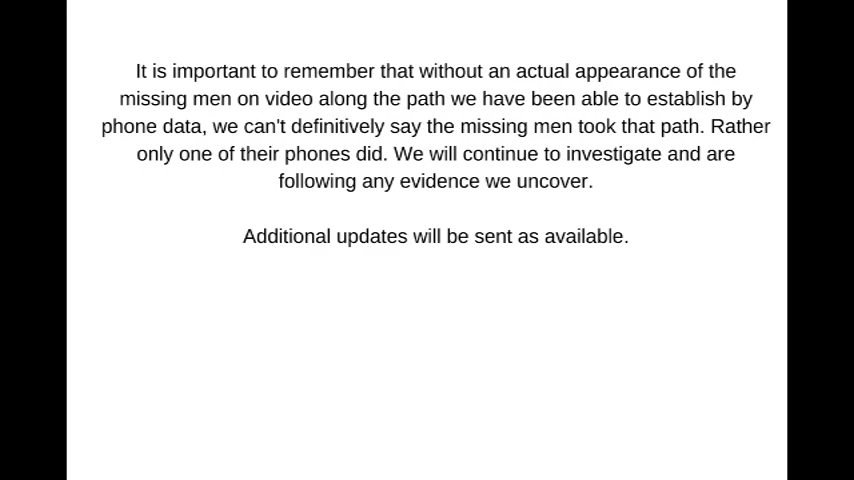 It is important to remember that without an actual appearance of the
missing men on video along the path we have been able to establish by
phone data, we can't definitively say the missing men took that path. Rather
only one of their phones did. We will continue to investigate and are
following any evidence we uncover.
Additional updates will be sent as available.